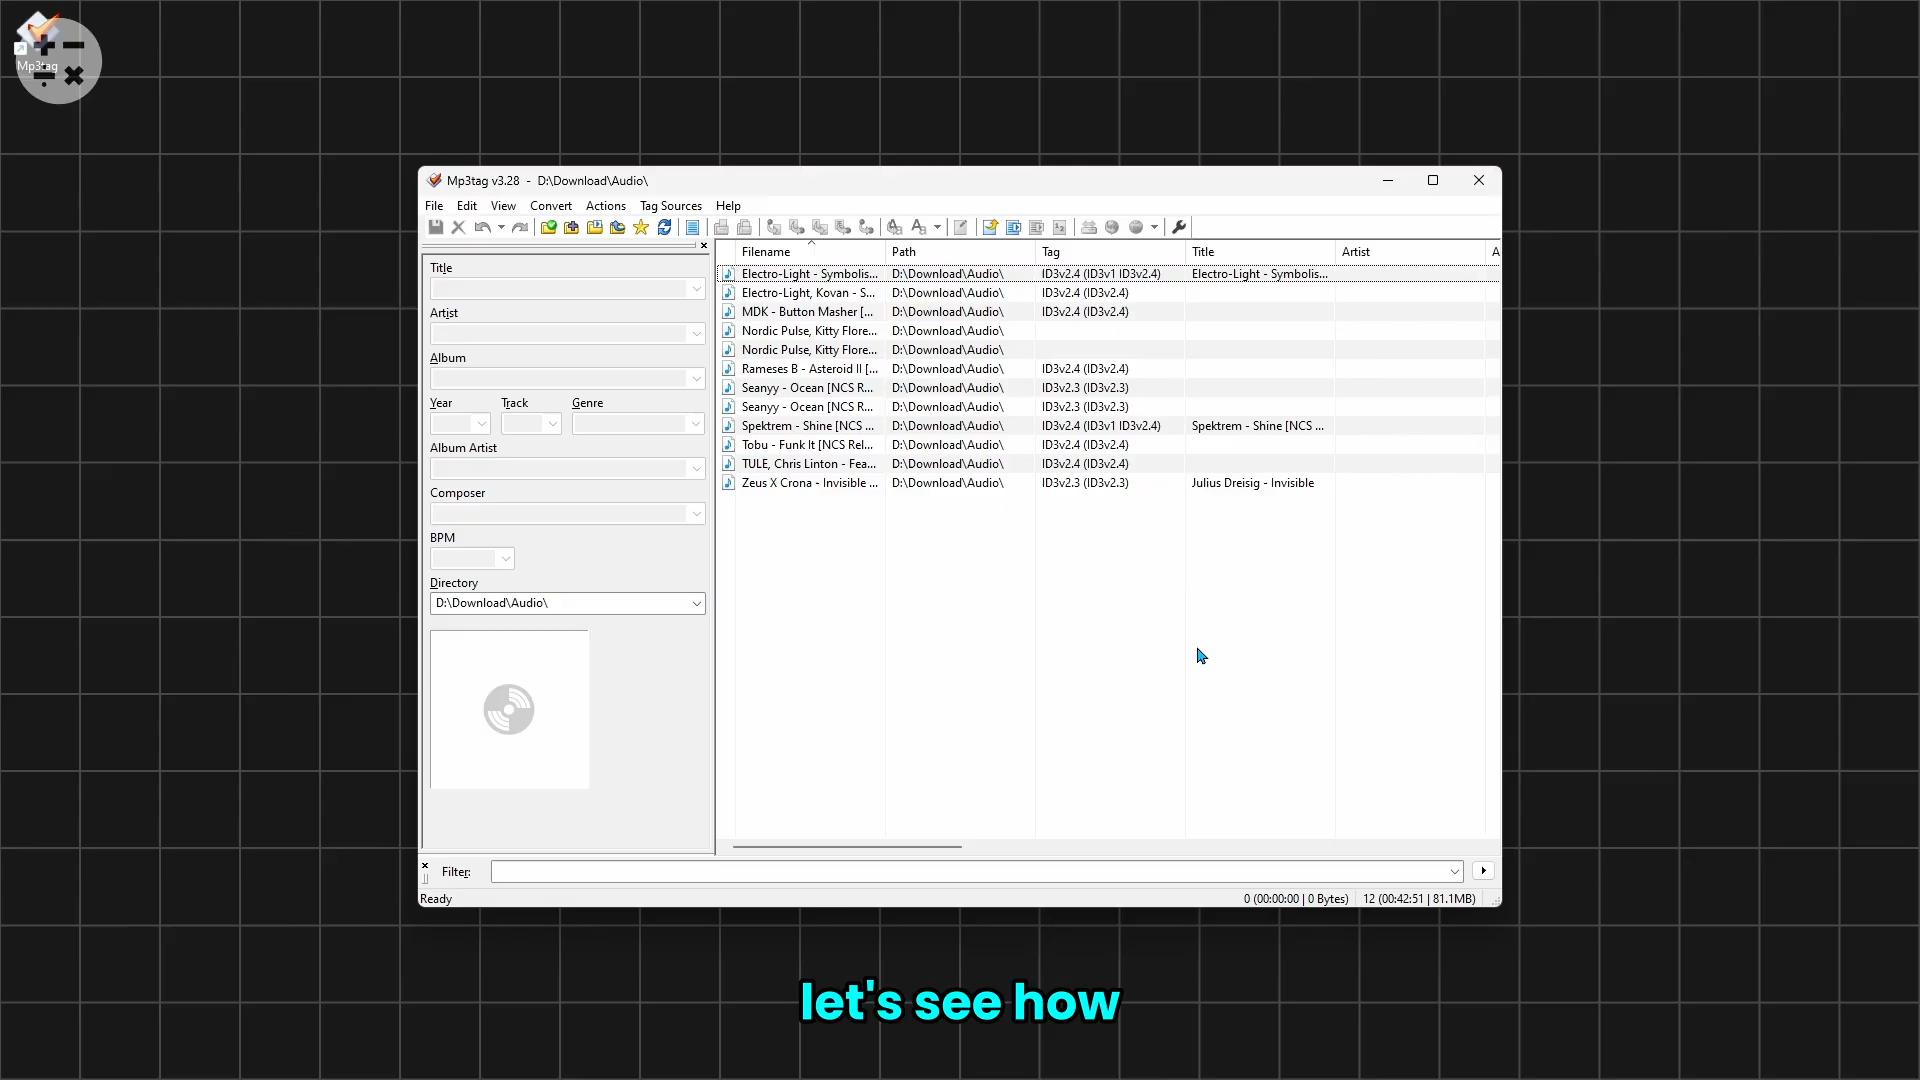 Mp3tag
Mp3tag v3.28 - D:\Download\Audio\
File Edit View Convert Actions Tag Sources Help
Title
Artist
Album
Year Track Genre
Album Artist
Composer
BPM
Directory
D:\Download\Audio\
Filename Path Tag Title Artist A
Electro-Light - Symbolis... D:\Download\Audio\ ID3v2.4 (ID3v1 ID3v2.4) Electro-Light - Symbolis...
Electro-Light, Kovan - S... D:\Download\Audio\ ID3v2.4 (ID3v2.4)
MDK - Button Masher [... D:\Download\Audio\ ID3v2.4 (ID3v2.4)
Nordic Pulse, Kitty Flore... D:\Download\Audio\
Nordic Pulse, Kitty Flore... D:\Download\Audio\
Rameses B - Asteroid II [... D:\Download\Audio\ ID3v2.4 (ID3v2.4)
Seanyy - Ocean [NCS R... D:\Download\Audio\ ID3v2.3 (ID3v2.3)
Seanyy - Ocean [NCS R... D:\Download\Audio\ ID3v2.3 (ID3v2.3)
Spektrem - Shine [NCS ... D:\Download\Audio\ ID3v2.4 (ID3v1 ID3v2.4) Spektrem - Shine [NCS ...
Tobu - Funk It [NCS Rel... D:\Download\Audio\ ID3v2.4 (ID3v2.4)
TULE, Chris Linton - Fea... D:\Download\Audio\ ID3v2.4 (ID3v2.4)
Zeus X Crona - Invisible ... D:\Download\Audio\ ID3v2.3 (ID3v2.3) Julius Dreisig - Invisible
Filter:
Ready 0 (00:00:00 | 0 Bytes) 12 (00:42:51 | 81.1MB)
let's see how